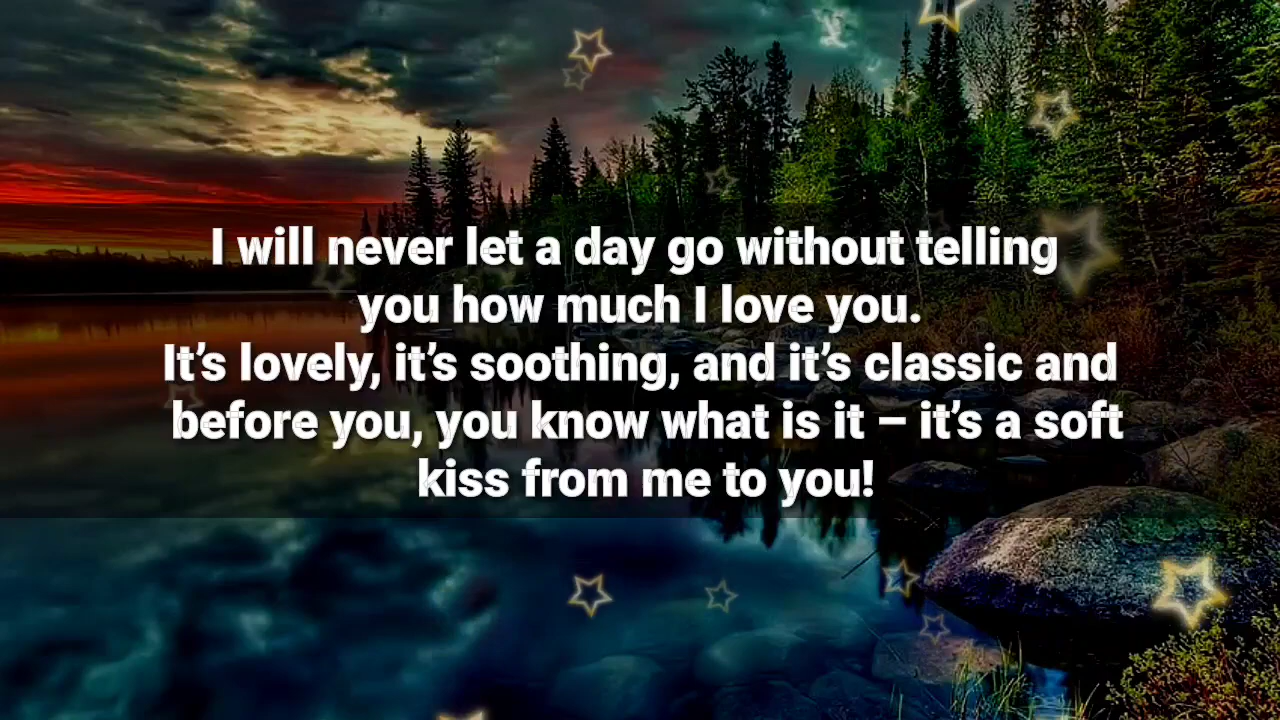 I will never let a day go without telling
you how much I love you.
It’s lovely, it’s soothing, and it’s classic and
before you, you know what is it – it’s a soft
kiss from me to you!